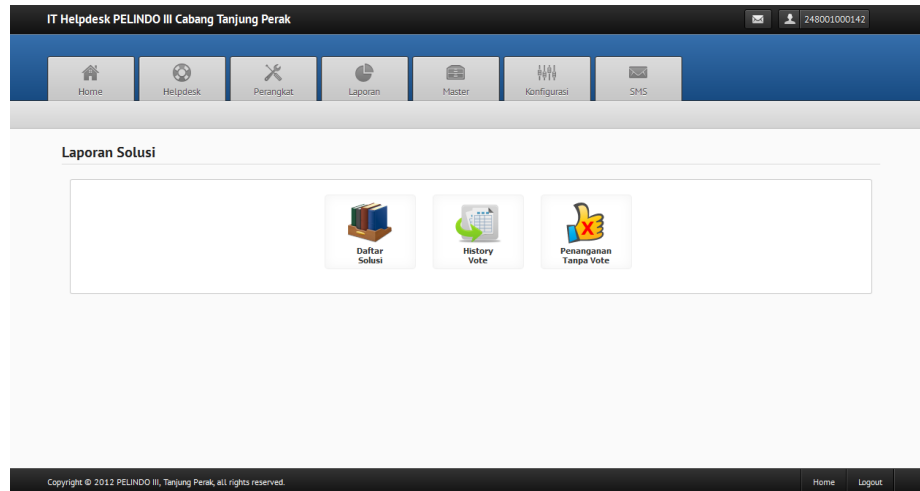 IT Helpdesk PELINDO III Cabang Tanjung Perak
248001000142
Home
Helpdesk
Perangkat
Laporan
Master
Konfigurasi
SMS
Laporan Solusi
Daftar
Solusi
History
Vote
Penanganan
Tanpa Vote
Copyright © 2012 PELINDO III, Tanjung Perak, all rights reserved.
Home
Logout